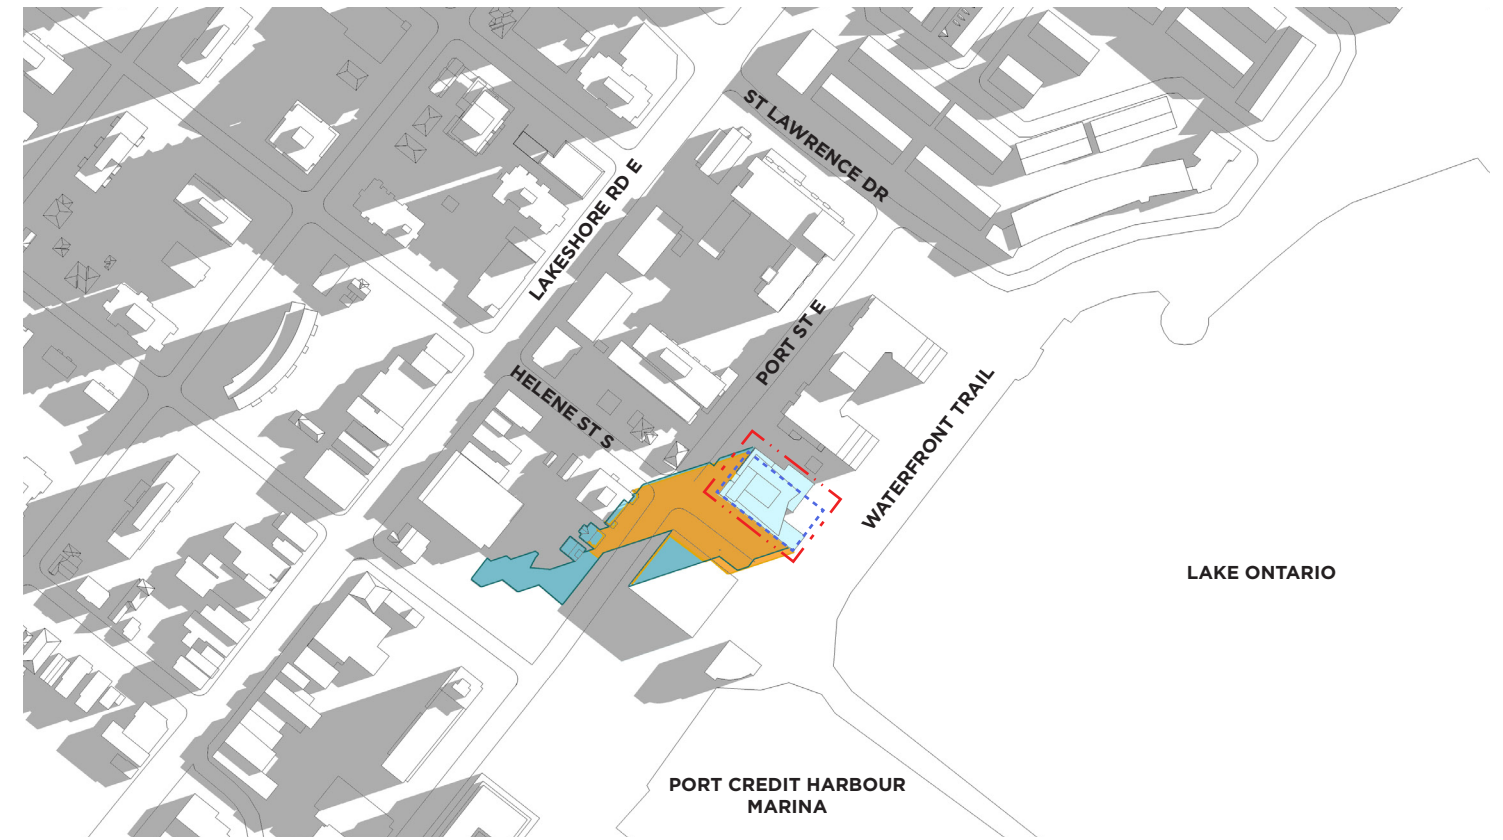 ST LAWRENCE DR
LAKESHORE RD E
PORT ST E
HELENE ST S
WATERFRONT TRAIL
LAKE ONTARIO
PORT CREDIT HARBOUR
MARINA